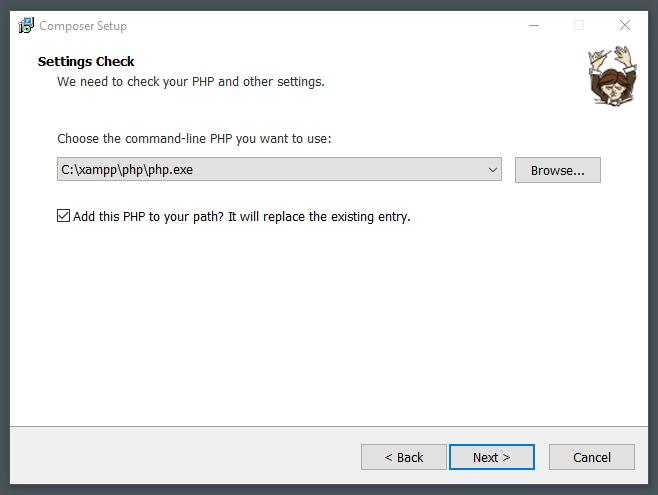 Composer Setup
Settings Check
We need to check your PHP and other settings.
Choose the command-line PHP you want to use:
C:\xampp\php\php.exe
Browse...
Add this PHP to your path? It will replace the existing entry.
< Back
Next >
Cancel